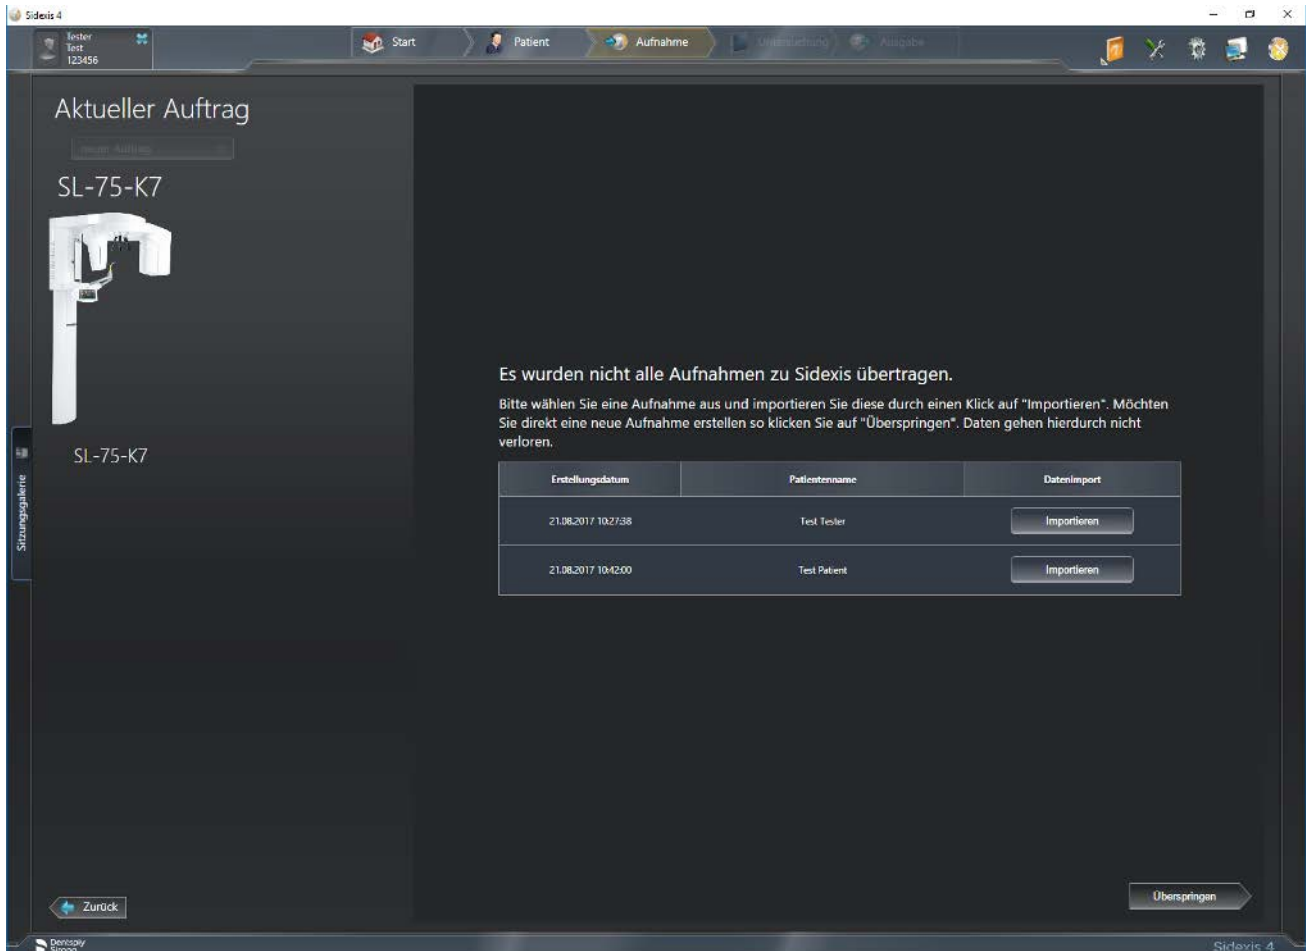 Sidexis 4
Tester
Test
123456
Start
Patient
Aufnahme
Untersuchung
Ausgabe
Aktueller Auftrag
neuer Auftrag
SL-75-K7
SL-75-K7
Sitzungsgalerie
Es wurden nicht alle Aufnahmen zu Sidexis übertragen.
Bitte wählen Sie eine Aufnahme aus und importieren Sie diese durch einen Klick auf "Importieren". Möchten
Sie direkt eine neue Aufnahme erstellen so klicken Sie auf "Überspringen". Daten gehen hierdurch nicht
verloren.
Erstellungsdatum Patientenname Datenimport
21.08.2017 10:27:38 Test Tester Importieren
21.08.2017 10:42:00 Test Patient Importieren
Zurück
Überspringen
Dentsply
Sirona
Sidexis 4